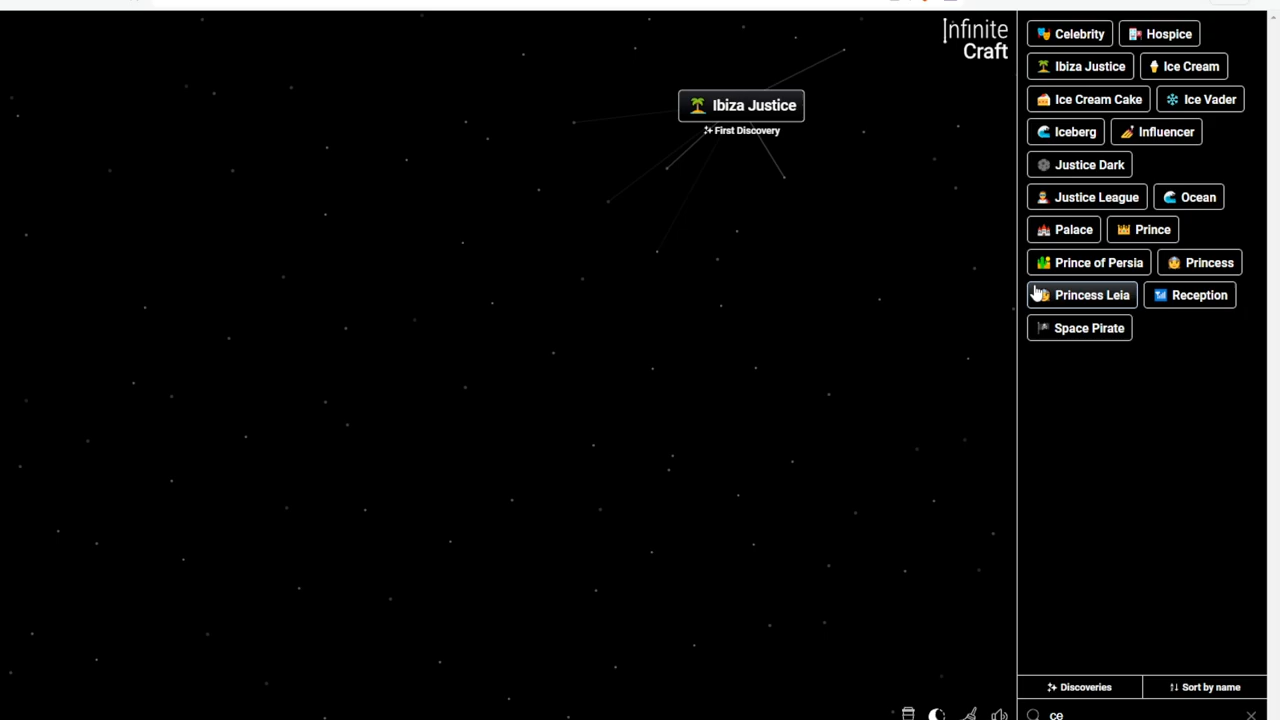 Infinite
Craft
Ibiza Justice
First Discovery
Celebrity
Hospice
Ibiza Justice
Ice Cream
Ice Cream Cake
Ice Vader
Iceberg
Influencer
Justice Dark
Justice League
Ocean
Palace
Prince
Prince of Persia
Princess
Princess Leia
Reception
Space Pirate
Discoveries
Sort by name
ce